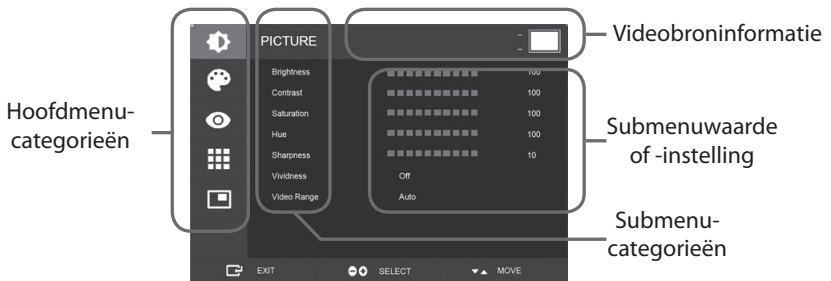 Hoofdmenu-
categorieën
PICTURE
Brightness 100
Contrast 100
Saturation 100
Hue 100
Sharpness 10
Vividness Off
Video Range Auto
EXIT SELECT MOVE
Videobroninformatie
Submenuwaarde
of -instelling
Submenu-
categorieën